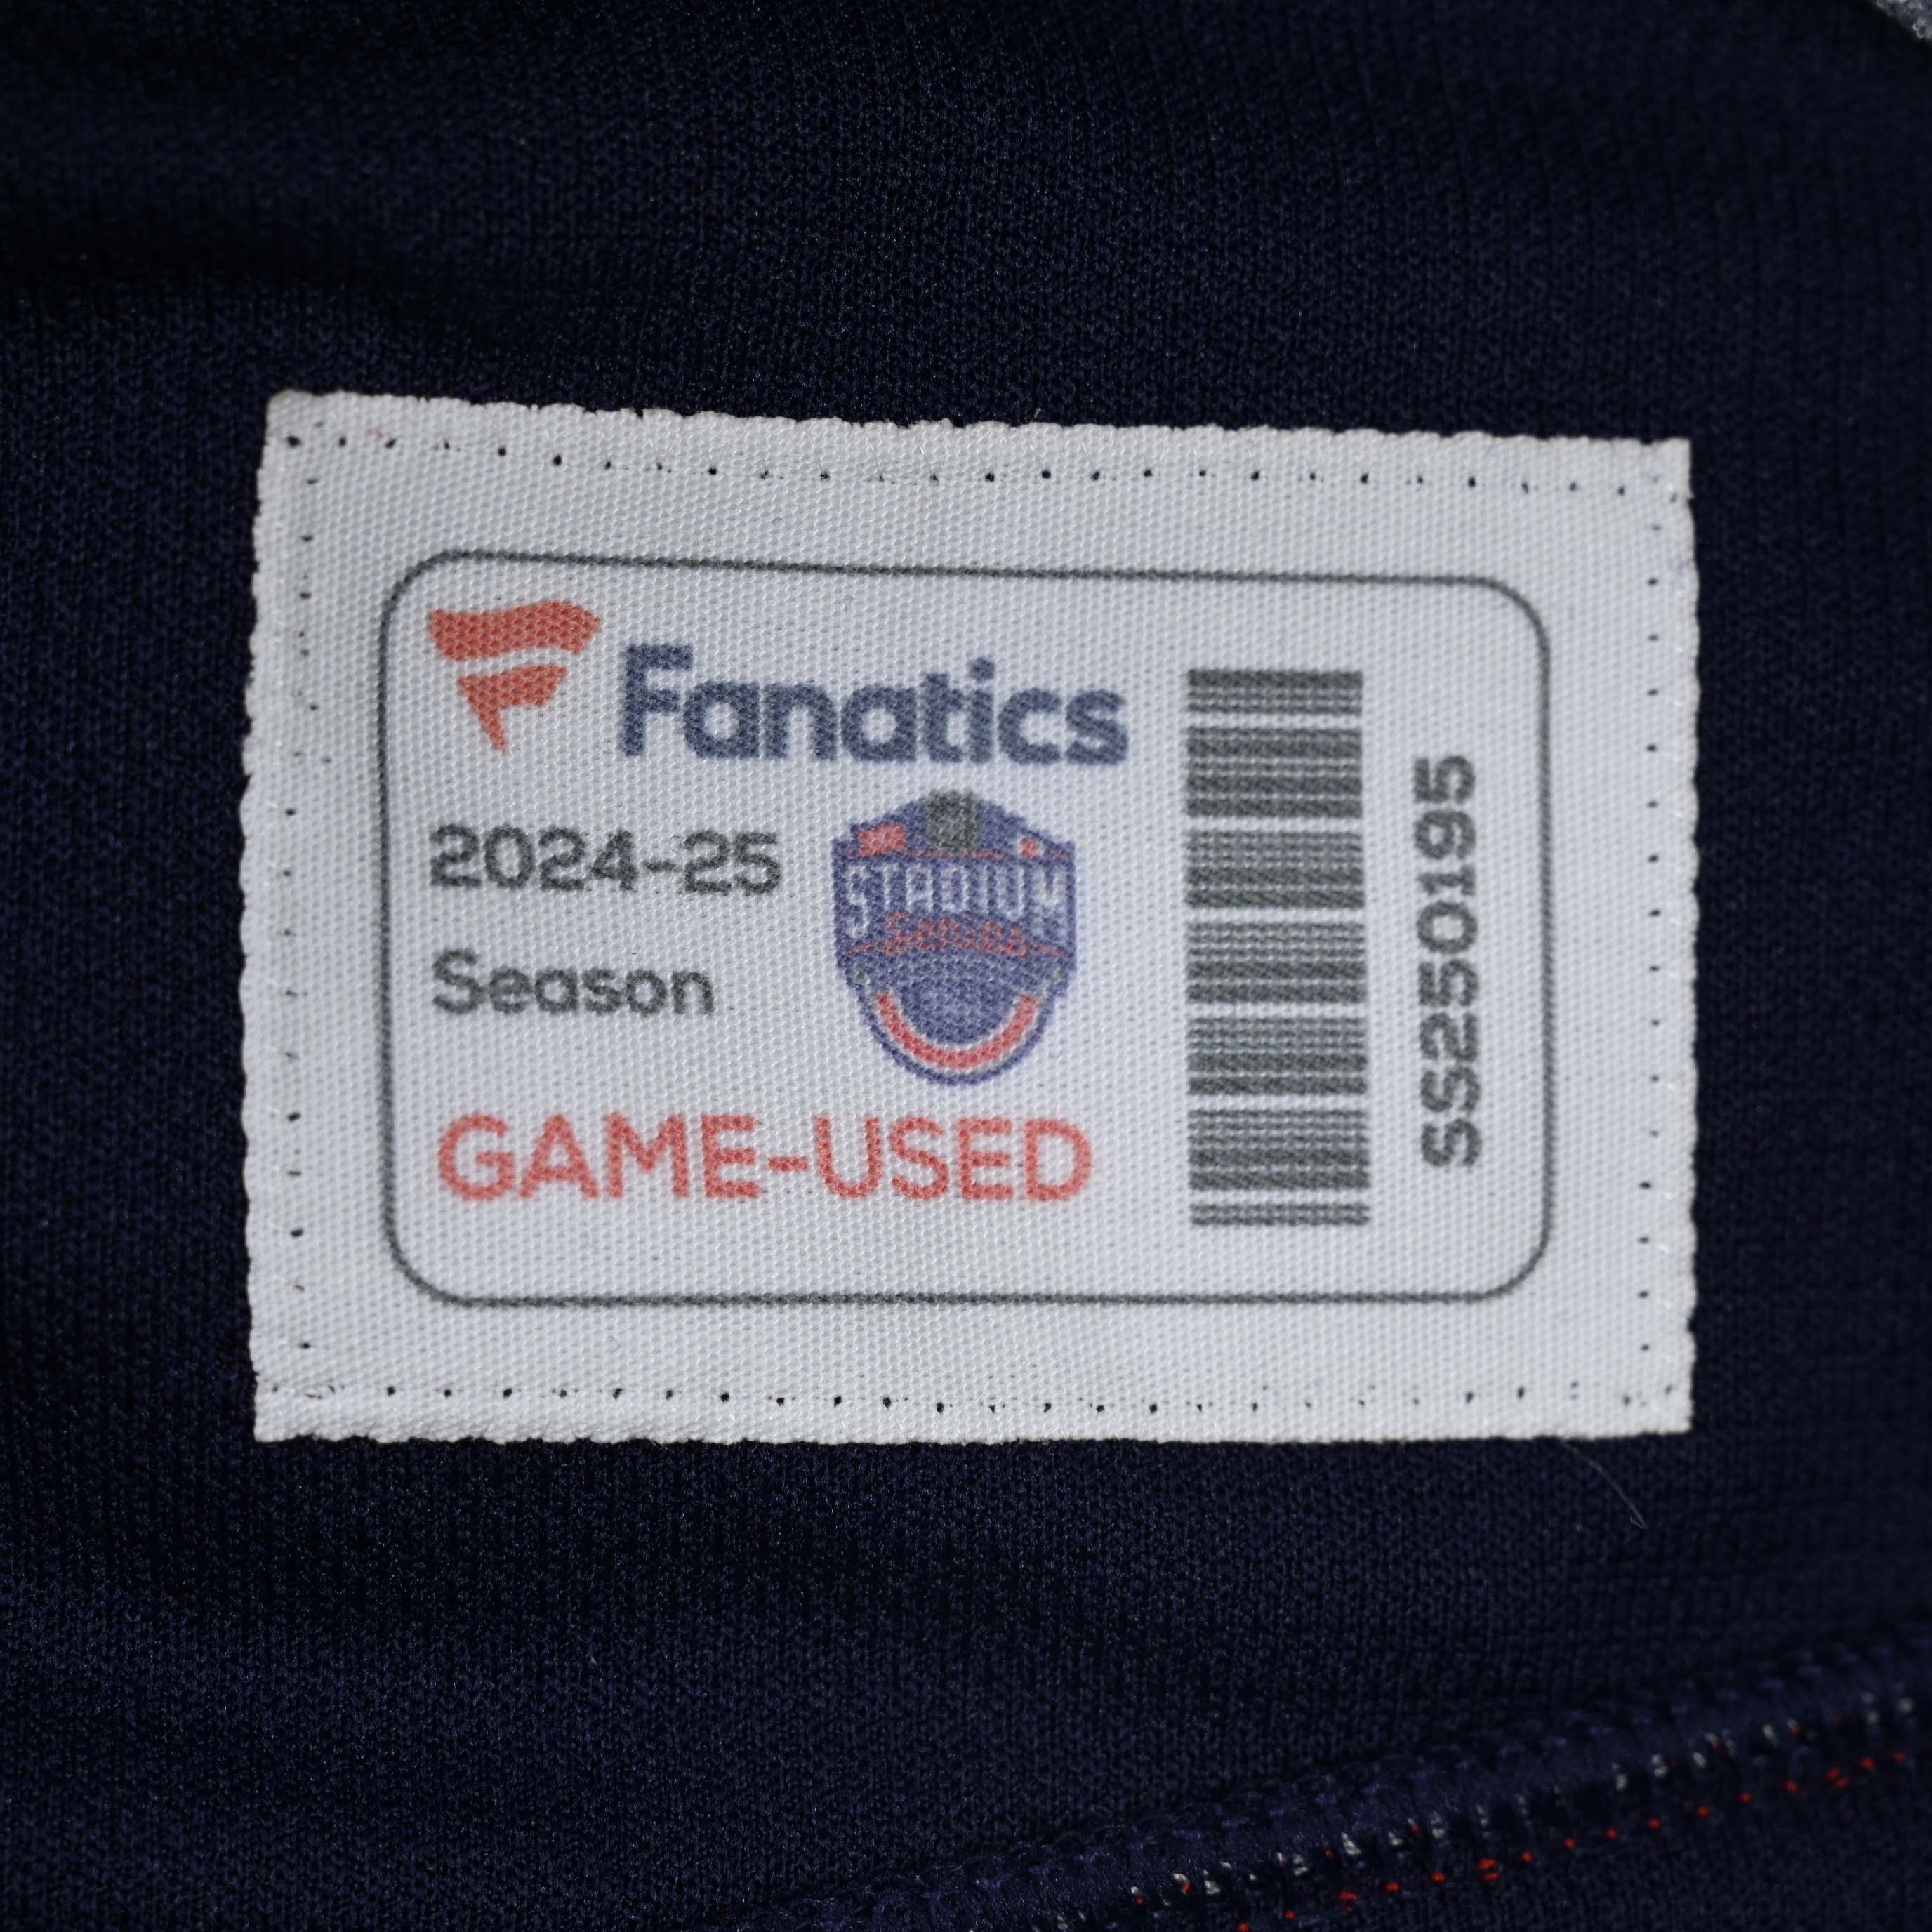 Fanatics
2024-25
Season
STADIUM
Series
GAME-USED
SS250195